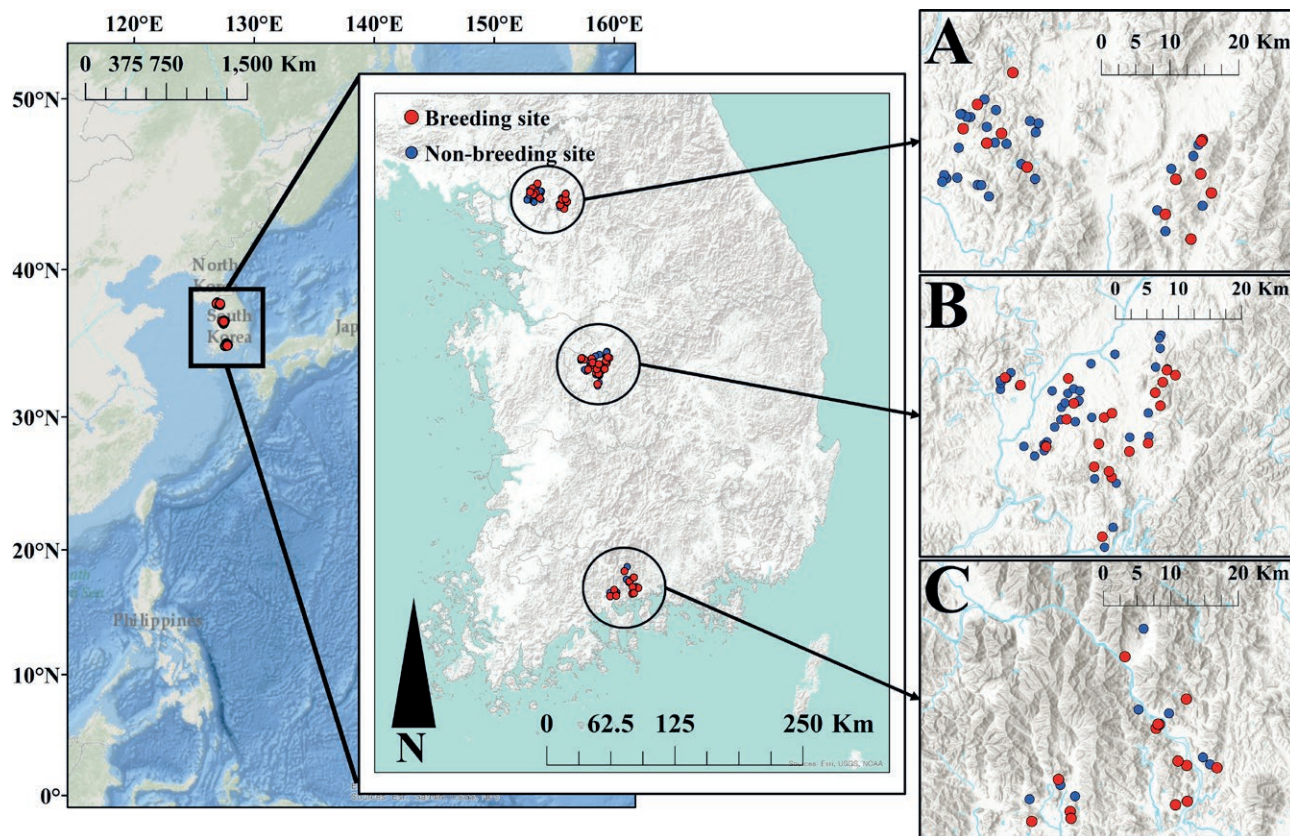 120°E 130°E 140°E 150°E 160°E
0 375 750 1,500 Km
50°N
40°N
30°N
20°N
10°N
0°
North
South
Korea
Philippines
Breeding site
Non-breeding site
N
0 62.5 125 250 Km
Sources: Esri, USGS, NOAA
A
0 5 10 20 Km
B
0 5 10 20 Km
C
0 5 10 20 Km